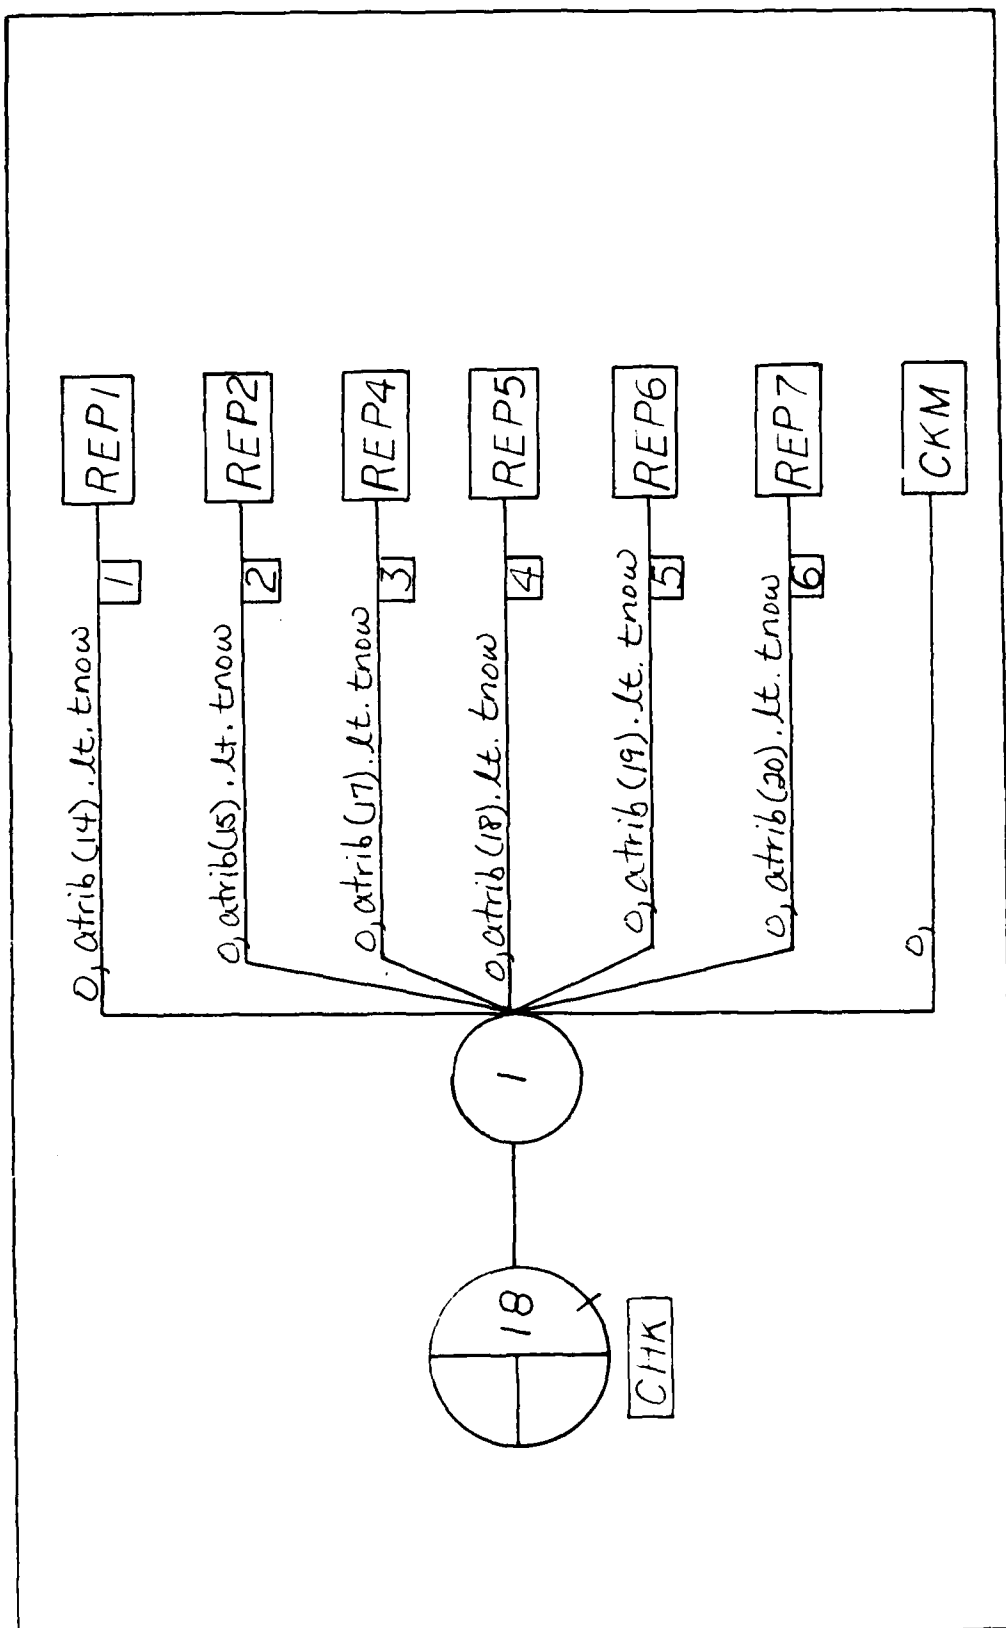 0, atrib(14).lt.tnow
1
REP1
0, atrib(15).lt.tnow
2
REP2
0, atrib(17).lt.tnow
3
REP4
0, atrib(18).lt.tnow
4
REP5
0, atrib(19).lt.tnow
5
REP6
0, atrib(20).lt.tnow
6
REP7
0,
CKM
1
18
CHK